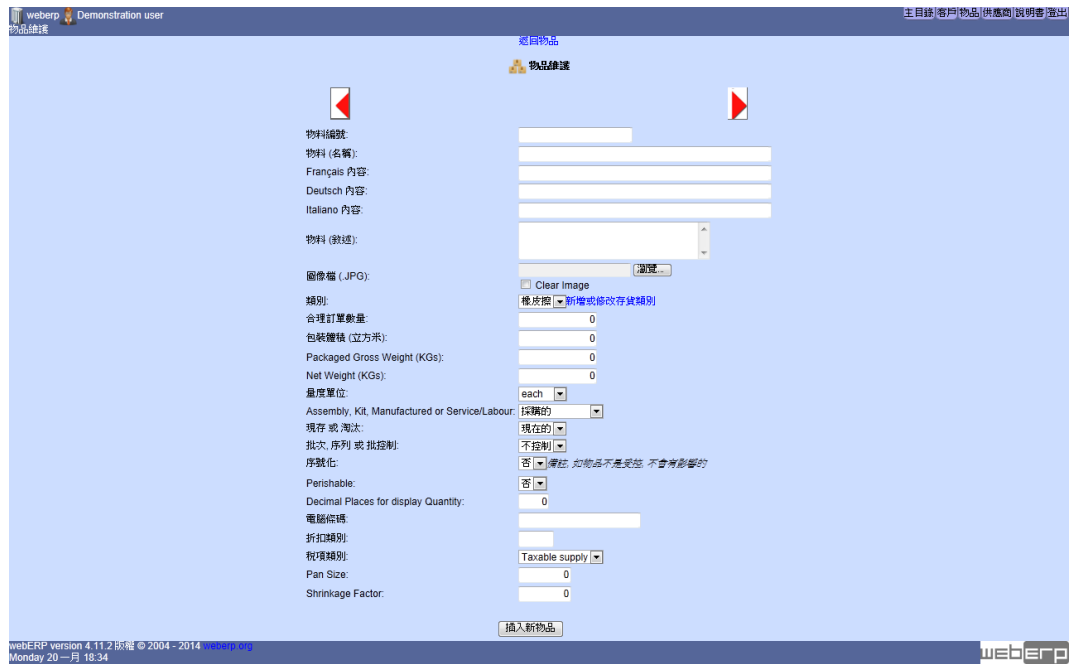 weberp Demonstration user 主目錄 客戶 物品 供應商 說明書 登出
物品維護
返回物品
物品維護
物料編號:
物料 (名稱):
Français 內容:
Deutsch 內容:
Italiano 內容:
物料 (敘述):
圖像檔 (.JPG): 瀏覽...
Clear Image
類別: 橡皮擦 新增或修改存貨類別
合理訂單數量: 0
包裝體積 (立方米): 0
Packaged Gross Weight (KGs): 0
Net Weight (KGs): 0
量度單位: each
Assembly, Kit, Manufactured or Service/Labour: 採購的
現存 或 淘汰: 現在的
批次, 序列 或 批控制: 不控制
序號化: 否 備註, 如物品不是受控, 不會有影響的
Perishable: 否
Decimal Places for display Quantity: 0
電腦條碼:
折扣類別:
稅項類別: Taxable supply
Pan Size: 0
Shrinkage Factor: 0
插入新物品
webERP version 4.11.2 版權 © 2004 - 2014 weberp.org
Monday 20 一月 18:34
weberp